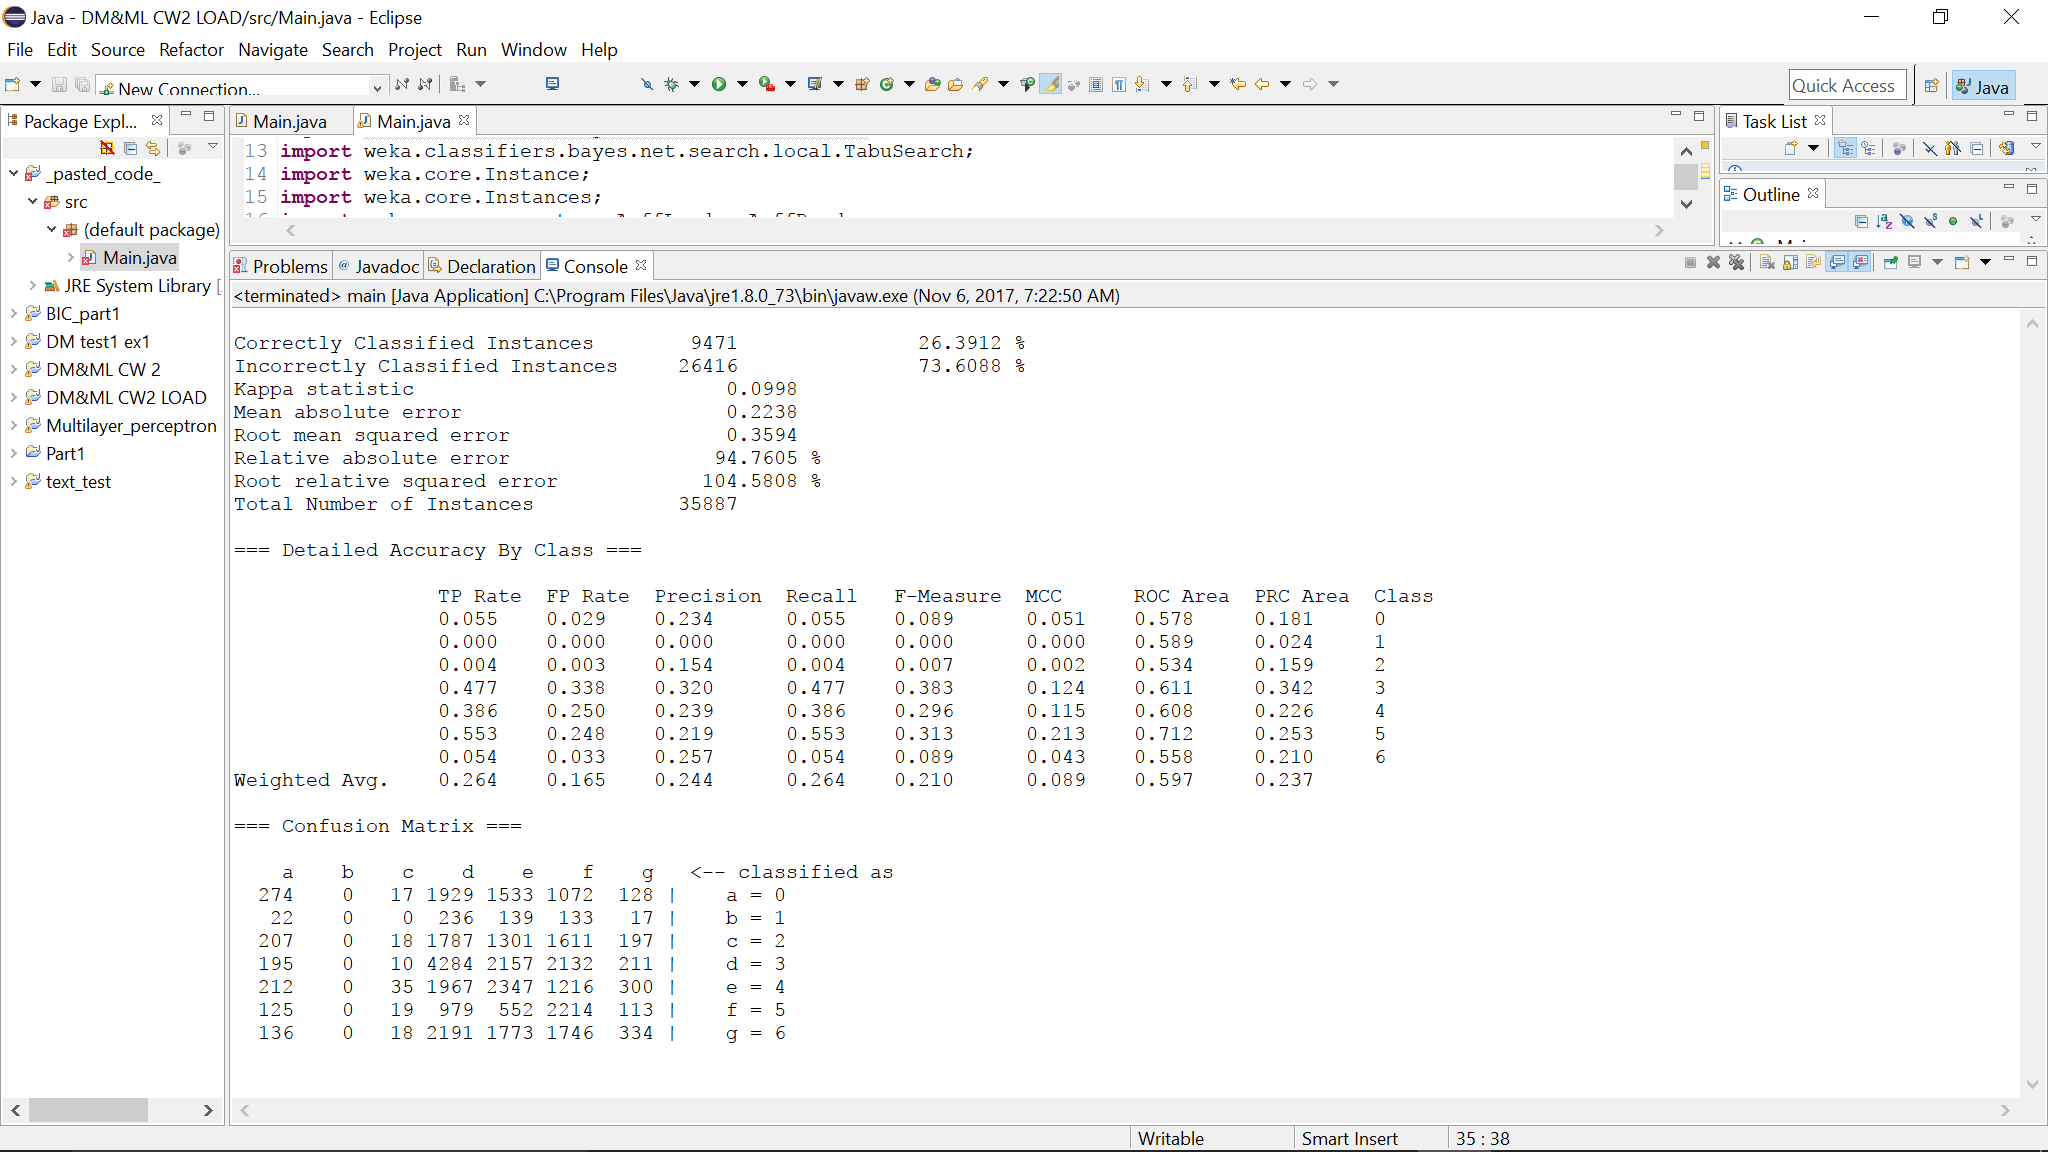 Java - DM&ML CW2 LOAD/src/Main.java - Eclipse
File Edit Source Refactor Navigate Search Project Run Window Help
New Connection...
Quick Access
Java
Package Expl...
_pasted_code_
src
(default package)
Main.java
JRE System Library [
BIC_part1
DM test1 ex1
DM&ML CW 2
DM&ML CW2 LOAD
Multilayer_perceptron
Part1
text_test
Main.java Main.java
13 import weka.classifiers.bayes.net.search.local.TabuSearch;
14 import weka.core.Instance;
15 import weka.core.Instances;
Task List
Outline
Problems @ Javadoc Declaration Console
<terminated> main [Java Application] C:\Program Files\Java\jre1.8.0_73\bin\javaw.exe (Nov 6, 2017, 7:22:50 AM)
Correctly Classified Instances 9471 26.3912 %
Incorrectly Classified Instances 26416 73.6088 %
Kappa statistic 0.0998
Mean absolute error 0.2238
Root mean squared error 0.3594
Relative absolute error 94.7605 %
Root relative squared error 104.5808 %
Total Number of Instances 35887
=== Detailed Accuracy By Class ===
TP Rate FP Rate Precision Recall F-Measure MCC ROC Area PRC Area Class
0.055 0.029 0.234 0.055 0.089 0.051 0.578 0.181 0
0.000 0.000 0.000 0.000 0.000 0.000 0.589 0.024 1
0.004 0.003 0.154 0.004 0.007 0.002 0.534 0.159 2
0.477 0.338 0.320 0.477 0.383 0.124 0.611 0.342 3
0.386 0.250 0.239 0.386 0.296 0.115 0.608 0.226 4
0.553 0.248 0.219 0.553 0.313 0.213 0.712 0.253 5
0.054 0.033 0.257 0.054 0.089 0.043 0.558 0.210 6
Weighted Avg. 0.264 0.165 0.244 0.264 0.210 0.089 0.597 0.237
=== Confusion Matrix ===
a b c d e f g <-- classified as
274 0 17 1929 1533 1072 128 | a = 0
22 0 0 236 139 133 17 | b = 1
207 0 18 1787 1301 1611 197 | c = 2
195 0 10 4284 2157 2132 211 | d = 3
212 0 35 1967 2347 1216 300 | e = 4
125 0 19 979 552 2214 113 | f = 5
136 0 18 2191 1773 1746 334 | g = 6
Writable Smart Insert 35 : 38